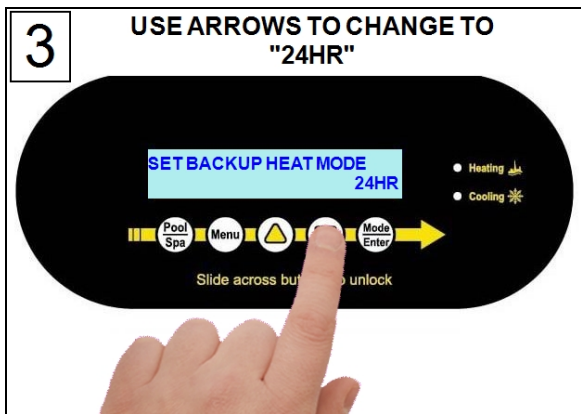 3
USE ARROWS TO CHANGE TO
"24HR"
SET BACKUP HEAT MODE
24HR
Heating
Cooling
Pool
Spa
Menu
Mode
Enter
Slide across but
o unlock